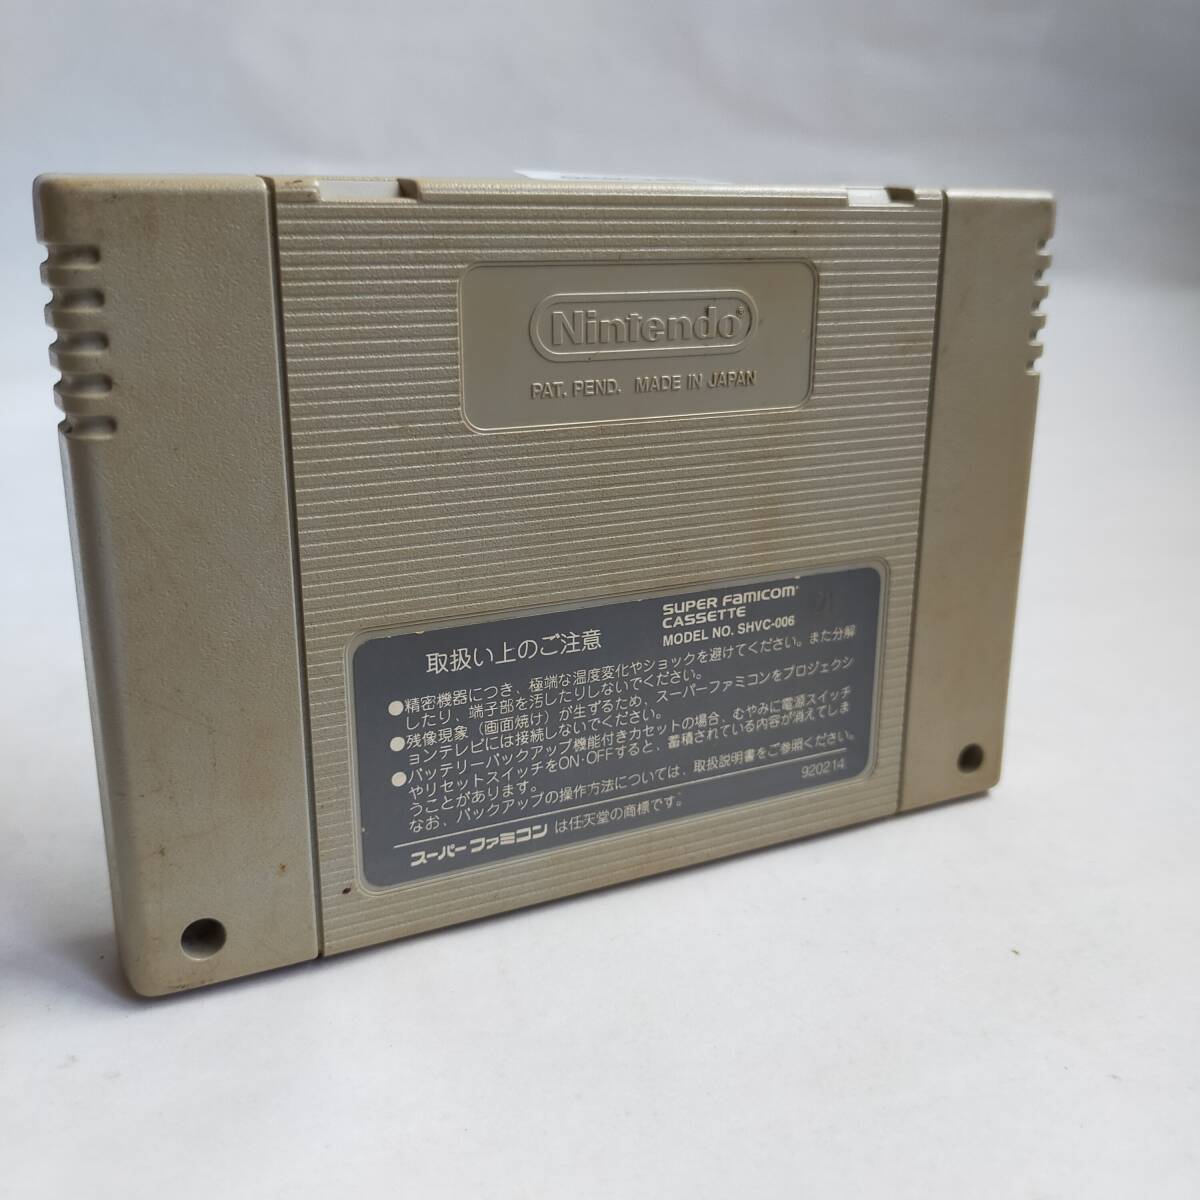 Nintendo®
PAT. PEND. MADE IN JAPAN
SUPER FAMICOM
CASSETTE
MODEL NO. SHVC-006
取扱い上のご注意
●精密機器につき、極端な温度変化やショックを避けてください。また分解
したり、端子部を汚したりしないでください。
●残像現象（画面焼け）が生ずるため、スーパーファミコンをプロジェクシ
ョンテレビには接続しないでください。
●バッテリーバックアップ機能付きカセットの場合、むやみに電源スイッチ
やリセットスイッチをON・OFFすると、蓄積されている内容が消えてしま
うことがあります。
なお、バックアップの操作方法については、取扱説明書をご参照ください。
920214
スーパーファミコン は任天堂の商標です。